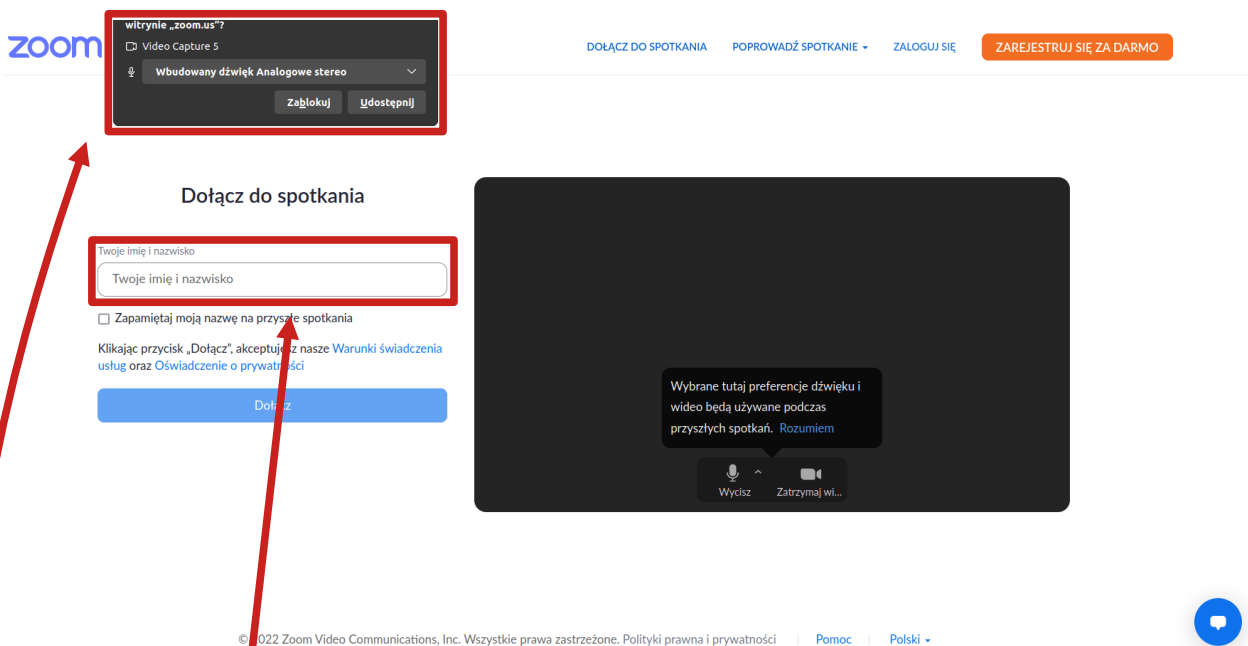 witrynie „zoom.us”?
zoom
Video Capture 5
Wbudowany dźwięk Analogowe stereo
Zablokuj Udostępnij
DOŁĄCZ DO SPOTKANIA POPROWADŹ SPOTKANIE ZALOGUJ SIĘ ZAREJESTRUJ SIĘ ZA DARMO
Dołącz do spotkania
Twoje imię i nazwisko
Twoje imię i nazwisko
Zapamiętaj moją nazwę na przyszłe spotkania
Klikając przycisk „Dołącz”, akceptujesz nasze Warunki świadczenia
usług oraz Oświadczenie o prywatności
Dołącz
Wybrane tutaj preferencje dźwięku i
wideo będą używane podczas
przyszłych spotkań. Rozumiem
Wycisz Zatrzymaj wi...
© 2022 Zoom Video Communications, Inc. Wszystkie prawa zastrzeżone. Polityki prawna i prywatności Pomoc Polski